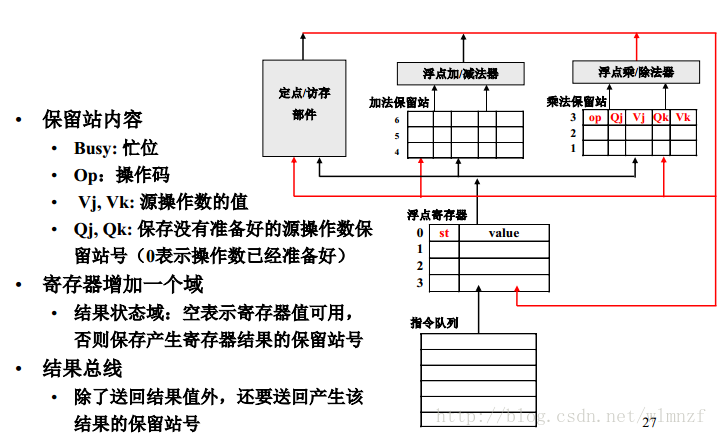 • 保留站内容
• Busy: 忙位
• Op：操作码
• Vj, Vk: 源操作数的值
• Qj, Qk: 保存没有准备好的源操作数保
留站号（0表示操作数已经准备好）
• 寄存器增加一个域
• 结果状态域：空表示寄存器值可用，
否则保存产生寄存器结果的保留站号
• 结果总线
• 除了送回结果值外，还要送回产生该
结果的保留站号
定点/访存
部件
浮点加/减法器
加法保留站
6
5
4
浮点乘/除法器
乘法保留站
3 op Qj Vj Qk Vk
2
1
浮点寄存器
0 st value
1
2
3
指令队列
http://blog.csdn.net/wlmnzf
27